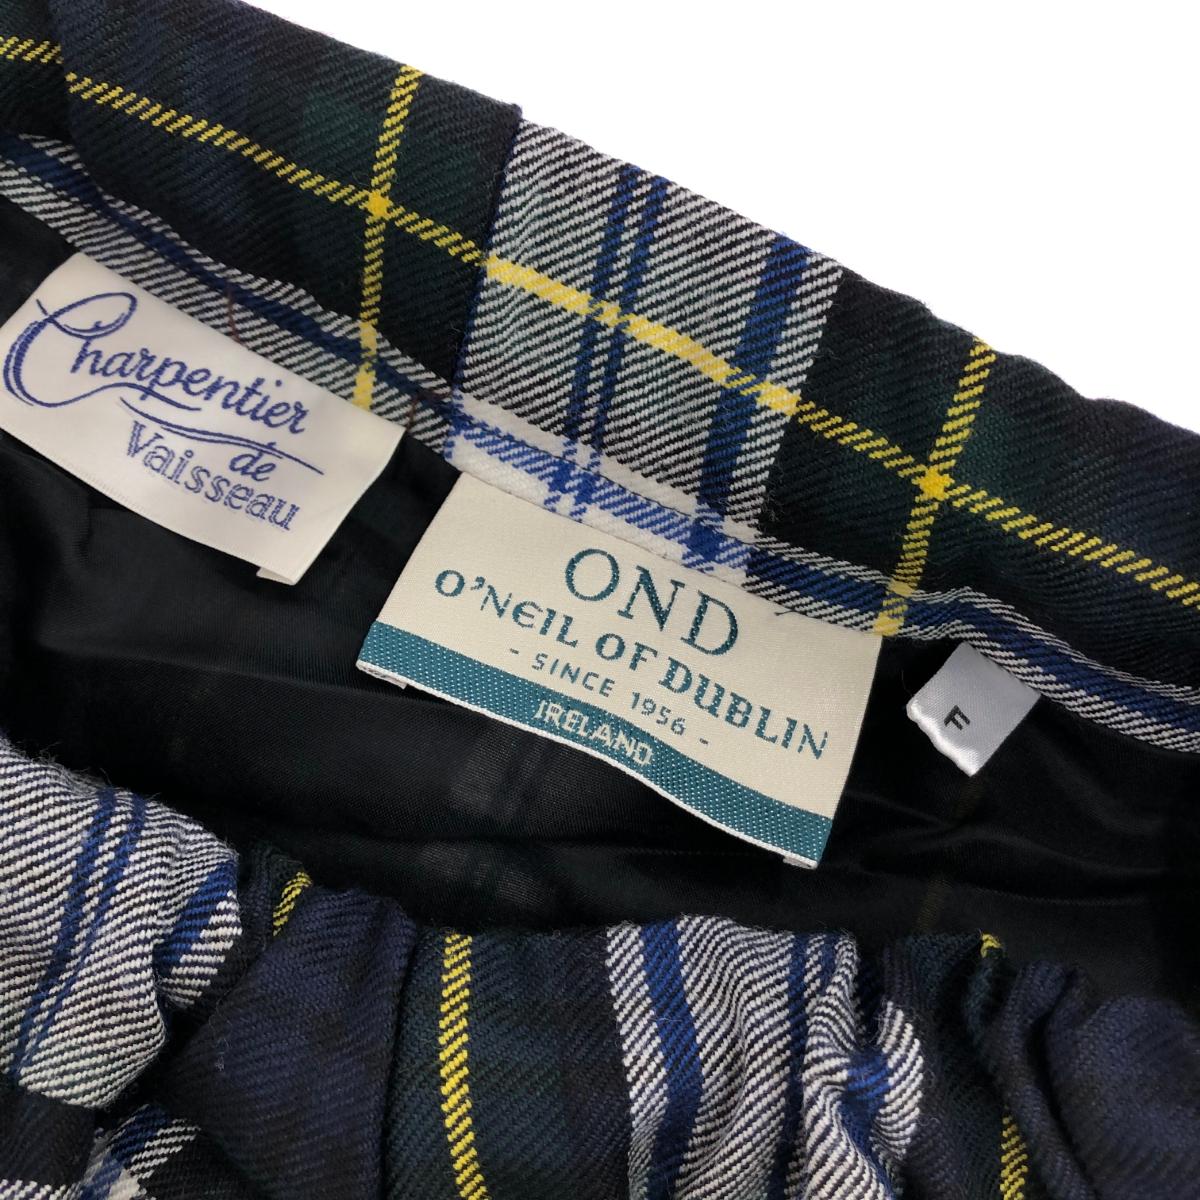 Charpentier
de
Vaisseau
OND
O'NEIL OF DUBLIN
- SINCE 1956 -
IRELAND
F